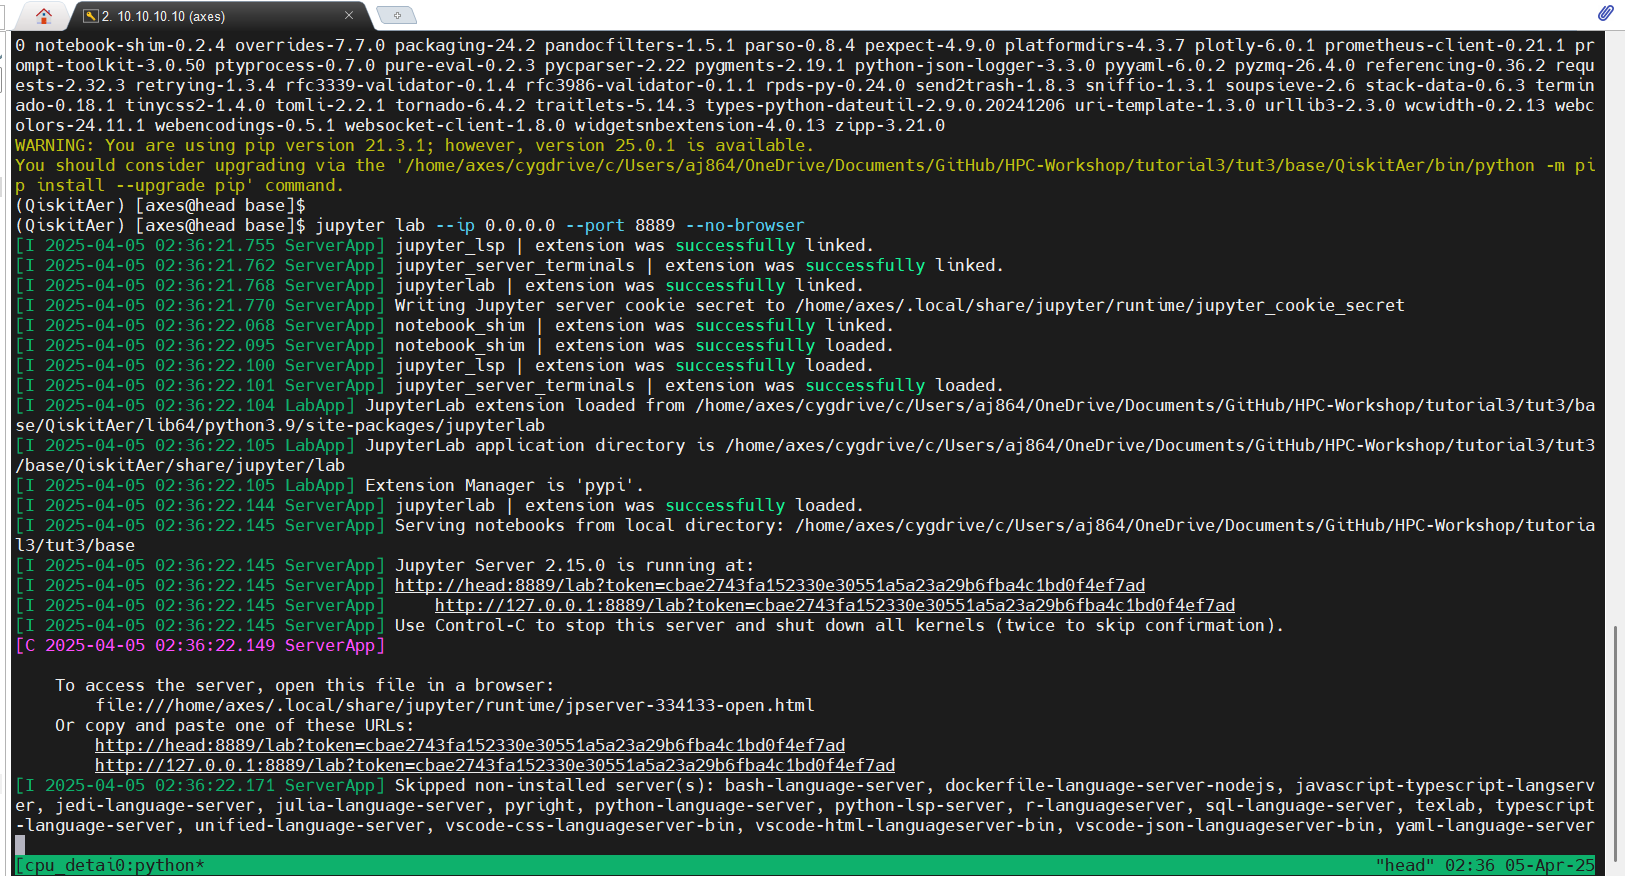 2. 10.10.10.10 (axes)
0 notebook-shim-0.2.4 overrides-7.7.0 packaging-24.2 pandocfilters-1.5.1 parso-0.8.4 pexpect-4.9.0 platformdirs-4.3.7 plotly-6.0.1 prometheus-client-0.21.1 pr
ompt-toolkit-3.0.50 ptyprocess-0.7.0 pure-eval-0.2.3 pycparser-2.22 pygments-2.19.1 python-json-logger-3.3.0 pyyaml-6.0.2 pyzmq-26.4.0 referencing-0.36.2 requ
ests-2.32.3 retrying-1.3.4 rfc3339-validator-0.1.4 rfc3986-validator-0.1.1 rpds-py-0.24.0 send2trash-1.8.3 sniffio-1.3.1 soupsieve-2.6 stack-data-0.6.3 termin
ado-0.18.1 tinycss2-1.4.0 tomli-2.2.1 tornado-6.4.2 traitlets-5.14.3 types-python-dateutil-2.9.0.20241206 uri-template-1.3.0 urllib3-2.3.0 wcwidth-0.2.13 webc
olors-24.11.1 webencodings-0.5.1 websocket-client-1.8.0 widgetsnbextension-4.0.13 zipp-3.21.0
WARNING: You are using pip version 21.3.1; however, version 25.0.1 is available.
You should consider upgrading via the '/home/axes/cygdrive/c/Users/aj864/OneDrive/Documents/GitHub/HPC-Workshop/tutorial3/tut3/base/QiskitAer/bin/python -m pi
p install --upgrade pip' command.
(QiskitAer) [axes@head base]$
(QiskitAer) [axes@head base]$ jupyter lab --ip 0.0.0.0 --port 8889 --no-browser
[I 2025-04-05 02:36:21.755 ServerApp] jupyter_lsp | extension was successfully linked.
[I 2025-04-05 02:36:21.762 ServerApp] jupyter_server_terminals | extension was successfully linked.
[I 2025-04-05 02:36:21.768 ServerApp] jupyterlab | extension was successfully linked.
[I 2025-04-05 02:36:21.770 ServerApp] Writing Jupyter server cookie secret to /home/axes/.local/share/jupyter/runtime/jupyter_cookie_secret
[I 2025-04-05 02:36:22.068 ServerApp] notebook_shim | extension was successfully linked.
[I 2025-04-05 02:36:22.095 ServerApp] notebook_shim | extension was successfully loaded.
[I 2025-04-05 02:36:22.100 ServerApp] jupyter_lsp | extension was successfully loaded.
[I 2025-04-05 02:36:22.101 ServerApp] jupyter_server_terminals | extension was successfully loaded.
[I 2025-04-05 02:36:22.104 LabApp] JupyterLab extension loaded from /home/axes/cygdrive/c/Users/aj864/OneDrive/Documents/GitHub/HPC-Workshop/tutorial3/tut3/ba
se/QiskitAer/lib64/python3.9/site-packages/jupyterlab
[I 2025-04-05 02:36:22.105 LabApp] JupyterLab application directory is /home/axes/cygdrive/c/Users/aj864/OneDrive/Documents/GitHub/HPC-Workshop/tutorial3/tut3
/base/QiskitAer/share/jupyter/lab
[I 2025-04-05 02:36:22.105 LabApp] Extension Manager is 'pypi'.
[I 2025-04-05 02:36:22.144 ServerApp] jupyterlab | extension was successfully loaded.
[I 2025-04-05 02:36:22.145 ServerApp] Serving notebooks from local directory: /home/axes/cygdrive/c/Users/aj864/OneDrive/Documents/GitHub/HPC-Workshop/tutoria
l3/tut3/base
[I 2025-04-05 02:36:22.145 ServerApp] Jupyter Server 2.15.0 is running at:
[I 2025-04-05 02:36:22.145 ServerApp] http://head:8889/lab?token=cbae2743fa152330e30551a5a23a29b6fba4c1bd0f4ef7ad
[I 2025-04-05 02:36:22.145 ServerApp]     http://127.0.0.1:8889/lab?token=cbae2743fa152330e30551a5a23a29b6fba4c1bd0f4ef7ad
[I 2025-04-05 02:36:22.145 ServerApp] Use Control-C to stop this server and shut down all kernels (twice to skip confirmation).
[C 2025-04-05 02:36:22.149 ServerApp]
To access the server, open this file in a browser:
file:///home/axes/.local/share/jupyter/runtime/jpserver-334133-open.html
Or copy and paste one of these URLs:
http://head:8889/lab?token=cbae2743fa152330e30551a5a23a29b6fba4c1bd0f4ef7ad
http://127.0.0.1:8889/lab?token=cbae2743fa152330e30551a5a23a29b6fba4c1bd0f4ef7ad
[I 2025-04-05 02:36:22.171 ServerApp] Skipped non-installed server(s): bash-language-server, dockerfile-language-server-nodejs, javascript-typescript-langserv
er, jedi-language-server, julia-language-server, pyright, python-language-server, python-lsp-server, r-languageserver, sql-language-server, texlab, typescript
-language-server, unified-language-server, vscode-css-languageserver-bin, vscode-html-languageserver-bin, vscode-json-languageserver-bin, yaml-language-server
[cpu_detai0:python* "head" 02:36 05-Apr-25